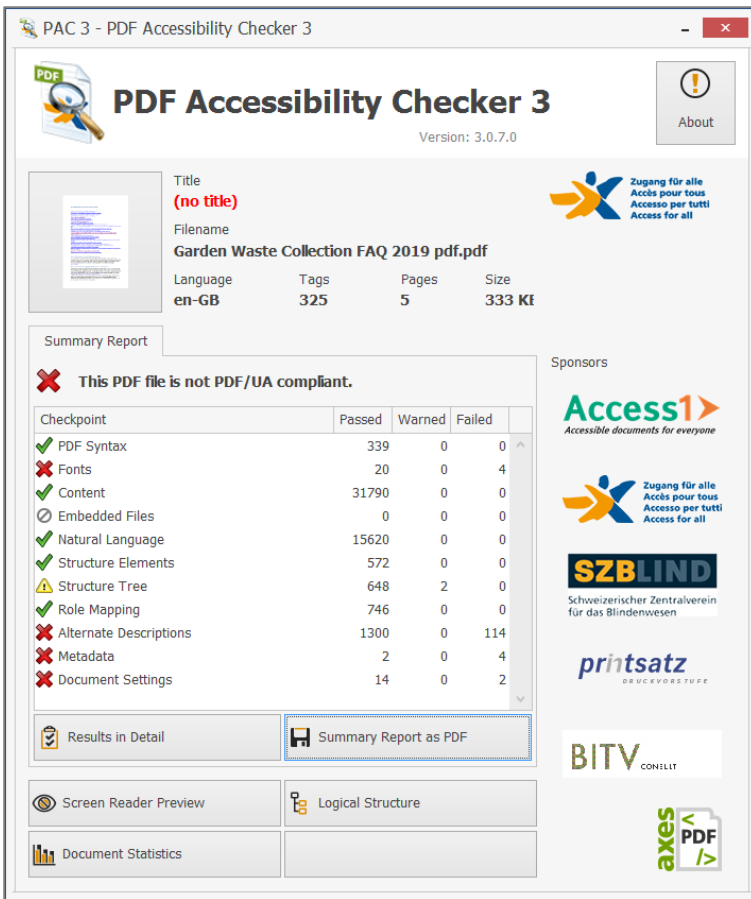 PAC 3 - PDF Accessibility Checker 3
PDF
PDF Accessibility Checker 3
Version: 3.0.7.0
About
Title
(no title)
Filename
Garden Waste Collection FAQ 2019 pdf.pdf
Language Tags Pages Size
en-GB 325 5 333 KB
Zugang für alle
Accès pour tous
Accesso per tutti
Access for all
Summary Report
This PDF file is not PDF/UA compliant.
Checkpoint Passed Warned Failed
PDF Syntax 339 0 0
Fonts 20 0 4
Content 31790 0 0
Embedded Files 0 0 0
Natural Language 15620 0 0
Structure Elements 572 0 0
Structure Tree 648 2 0
Role Mapping 746 0 0
Alternate Descriptions 1300 0 114
Metadata 2 0 4
Document Settings 14 0 2
Results in Detail
Summary Report as PDF
Screen Reader Preview
Logical Structure
Document Statistics
Sponsors
Access1
Accessible documents for everyone
Zugang für alle
Accès pour tous
Accesso per tutti
Access for all
SZBLIND
Schweizerischer Zentralverein
für das Blindenwesen
printsatz
DRUCKVORSTUFE
BITV
CONSULT
axes
<
PDF
/>